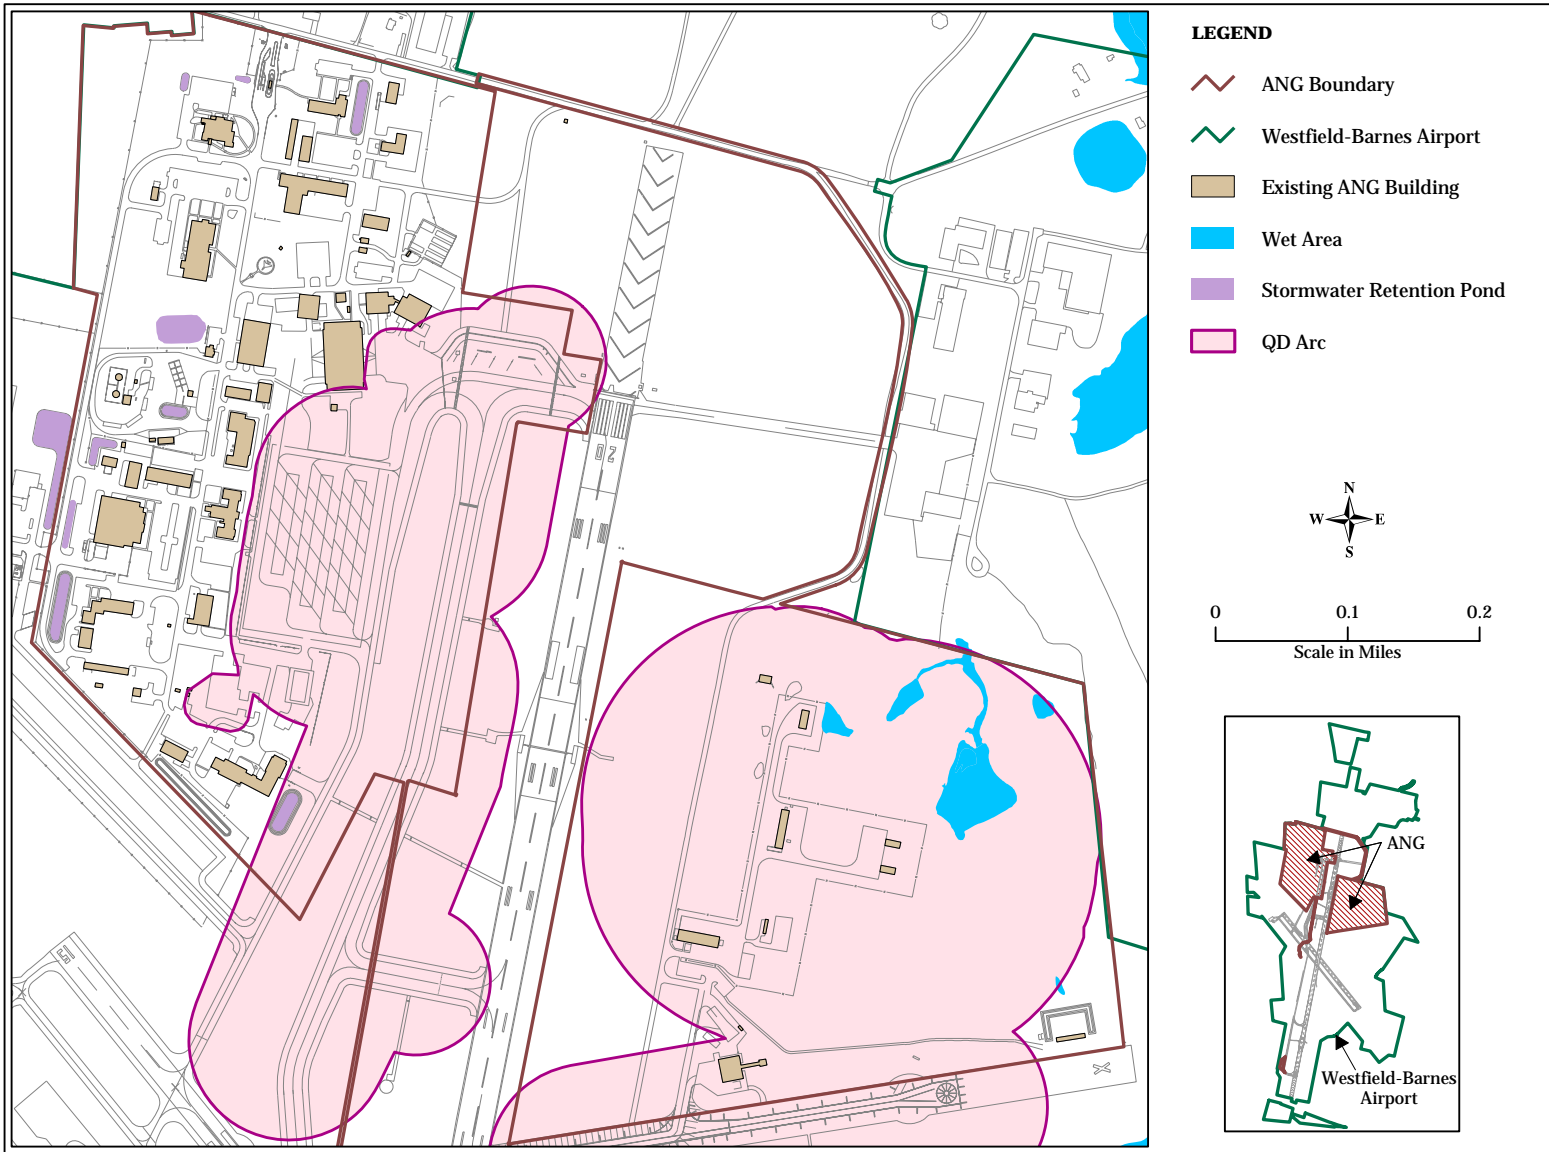 LEGEND
ANG Boundary
Westfield-Barnes Airport
Existing ANG Building
Wet Area
Stormwater Retention Pond
QD Arc
N
W E
S
0 0.1 0.2
Scale in Miles
ANG
Westfield-Barnes
Airport
02
X